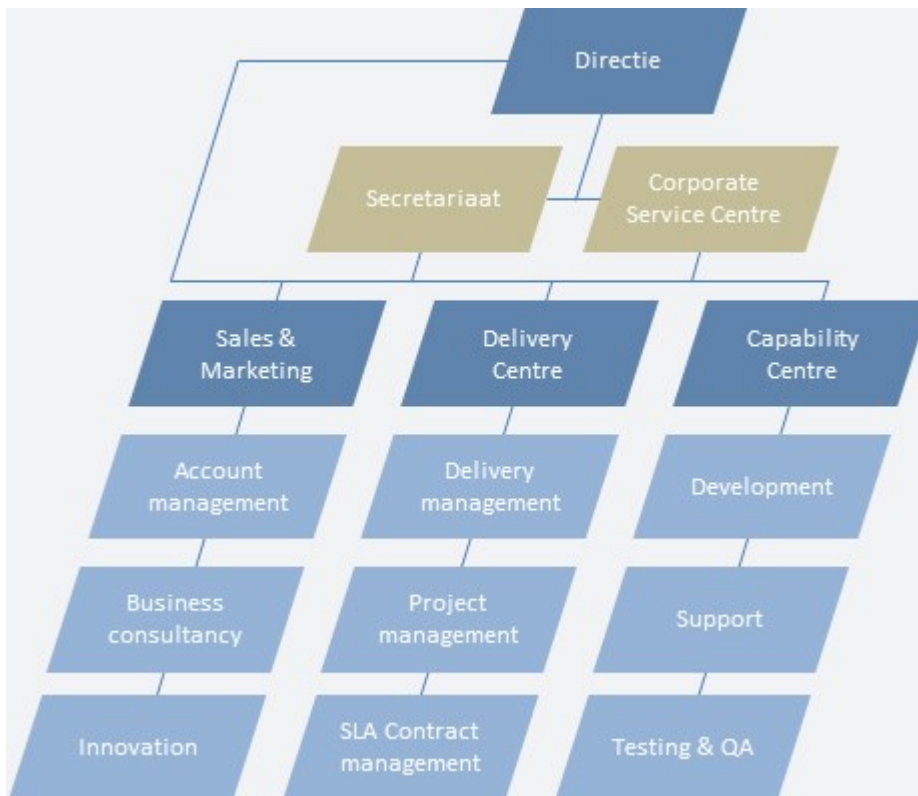 Directie
Secretariaat
Corporate
Service Centre
Sales &
Marketing
Delivery
Centre
Capability
Centre
Account
management
Delivery
management
Development
Business
consultancy
Project
management
Support
Innovation
SLA Contract
management
Testing & QA